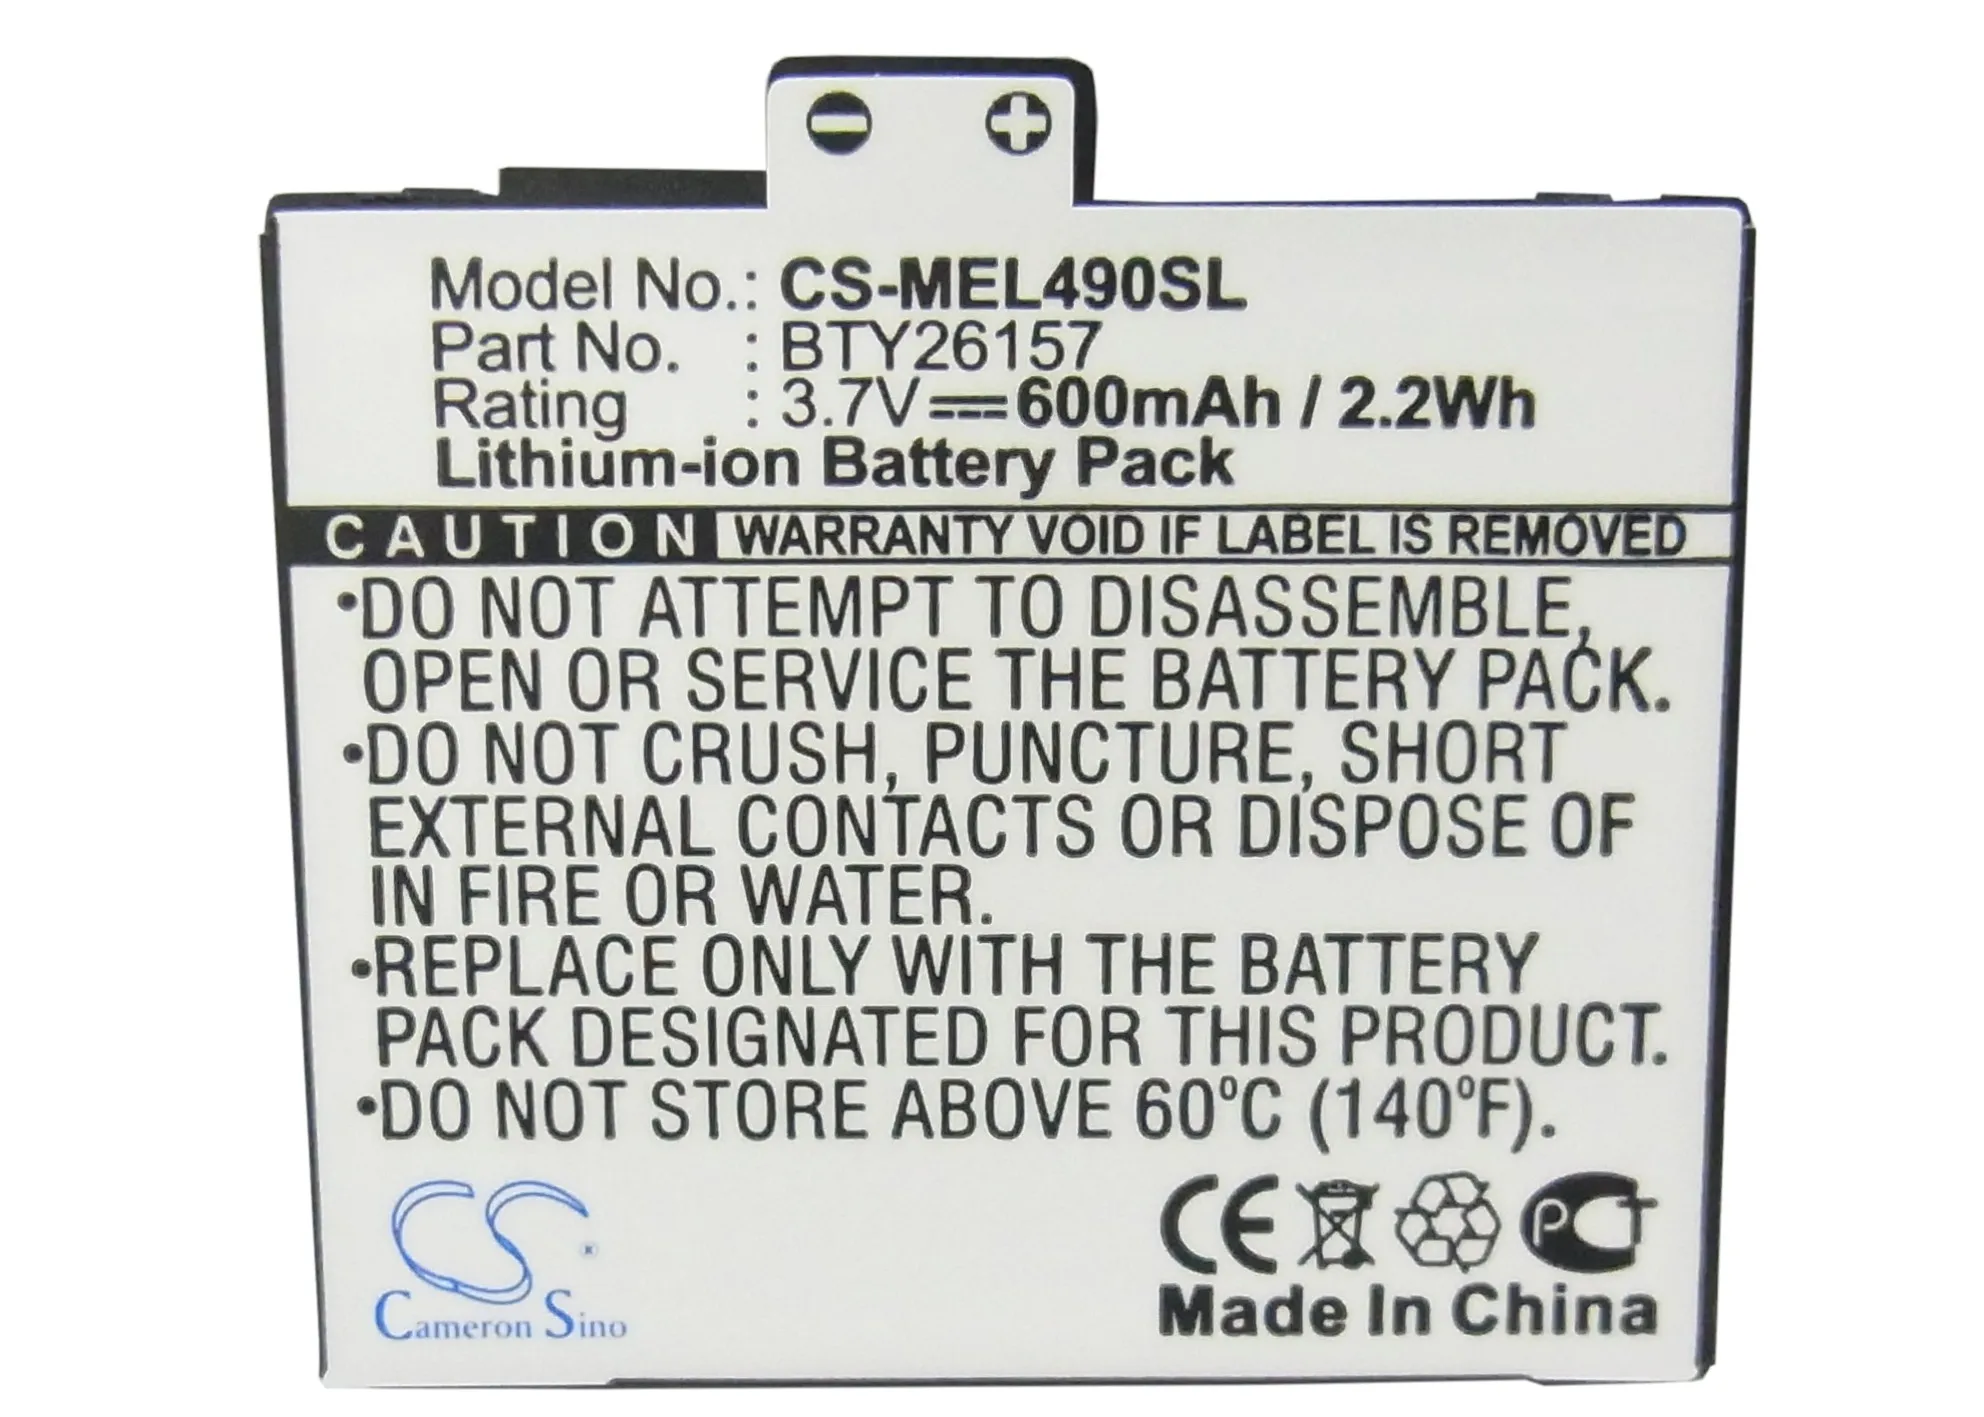 Model No.: CS-MEL490SL
Part No. : BTY26157
Rating : 3.7V⎓600mAh / 2.2Wh
Lithium-ion Battery Pack
CAUTION WARRANTY VOID IF LABEL IS REMOVED
•DO NOT ATTEMPT TO DISASSEMBLE,
OPEN OR SERVICE THE BATTERY PACK.
•DO NOT CRUSH, PUNCTURE, SHORT
EXTERNAL CONTACTS OR DISPOSE OF
IN FIRE OR WATER.
•REPLACE ONLY WITH THE BATTERY
PACK DESIGNATED FOR THIS PRODUCT.
•DO NOT STORE ABOVE 60°C (140°F).
CS ®
Cameron Sino
CE PCT
Made In China